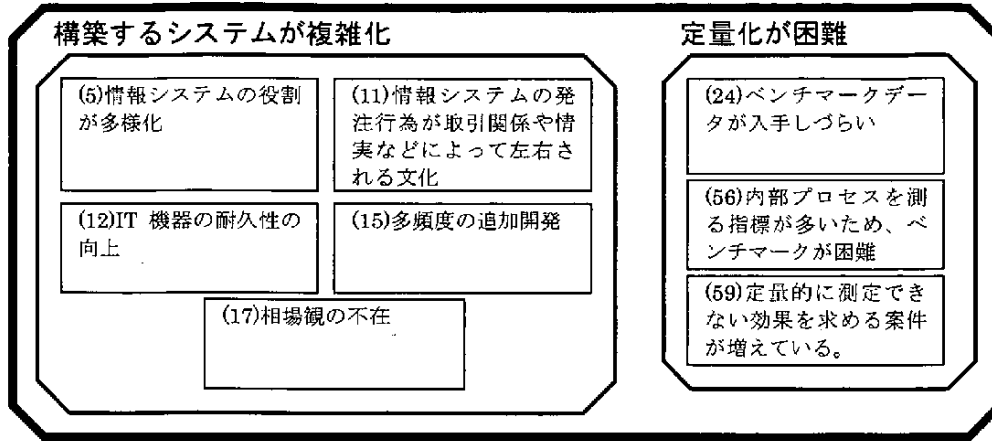 構築するシステムが複雑化
(5)情報システムの役割
が多様化
(11)情報システムの発
注行為が取引関係や情
実などによって左右さ
れる文化
(12)IT 機器の耐久性の
向上
(15)多頻度の追加開発
(17)相場観の不在
定量化が困難
(24)ベンチマークデー
タが入手しづらい
(56)内部プロセスを測
る指標が多いため、ベ
ンチマークが困難
(59)定量的に測定でき
ない効果を求める案件
が増えている。